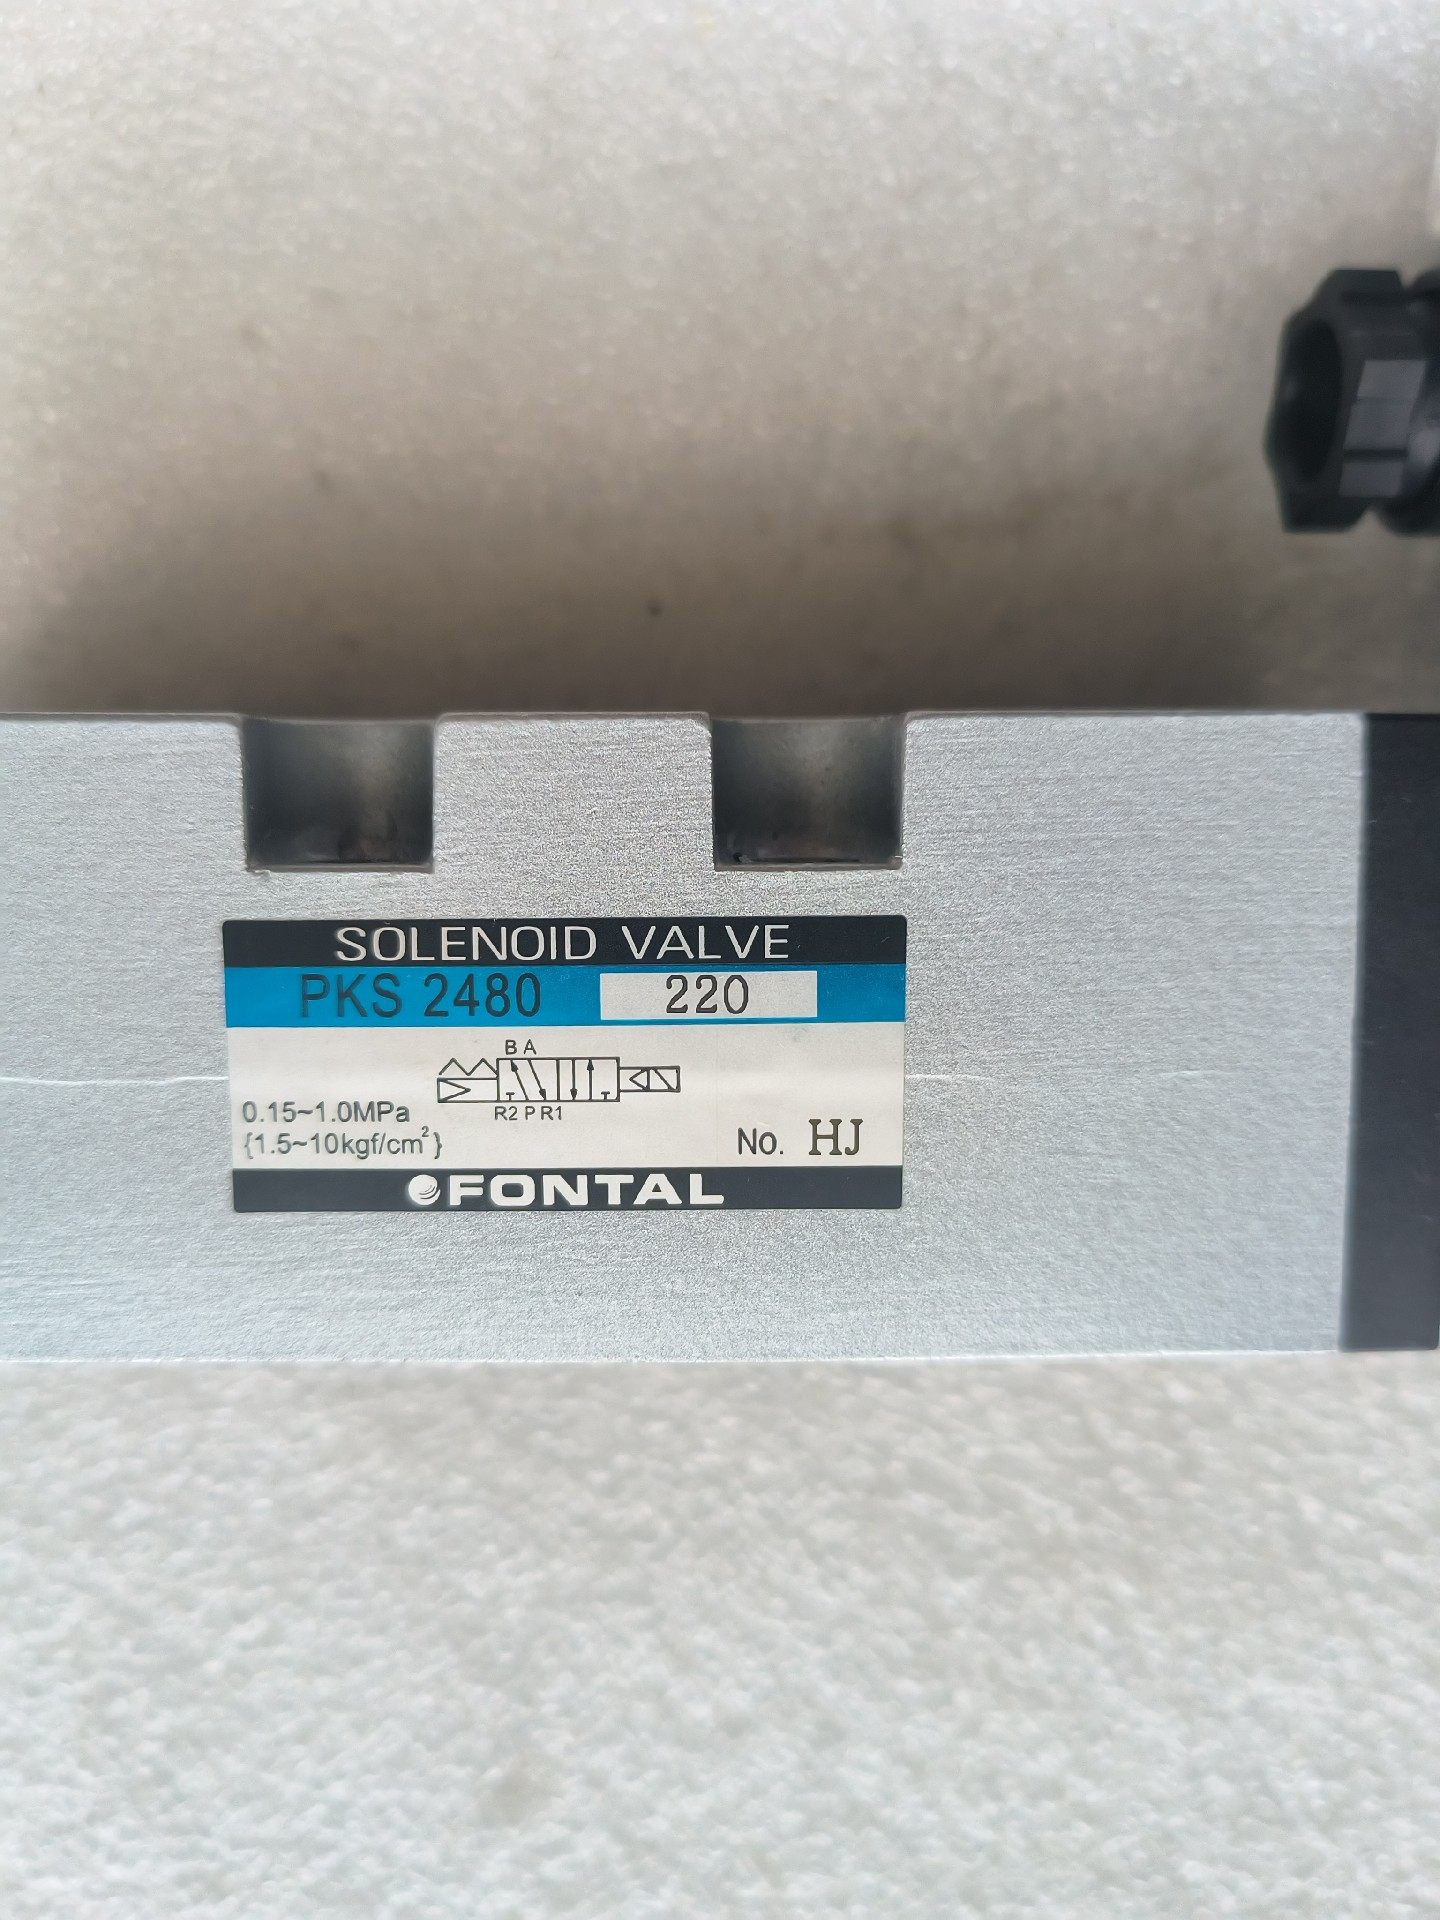 SOLENOID VALVE
PKS 2480 220
B A
R2 P R1
0.15~1.0MPa
{1.5~10kgf/cm²}
No. HJ
FONTAL